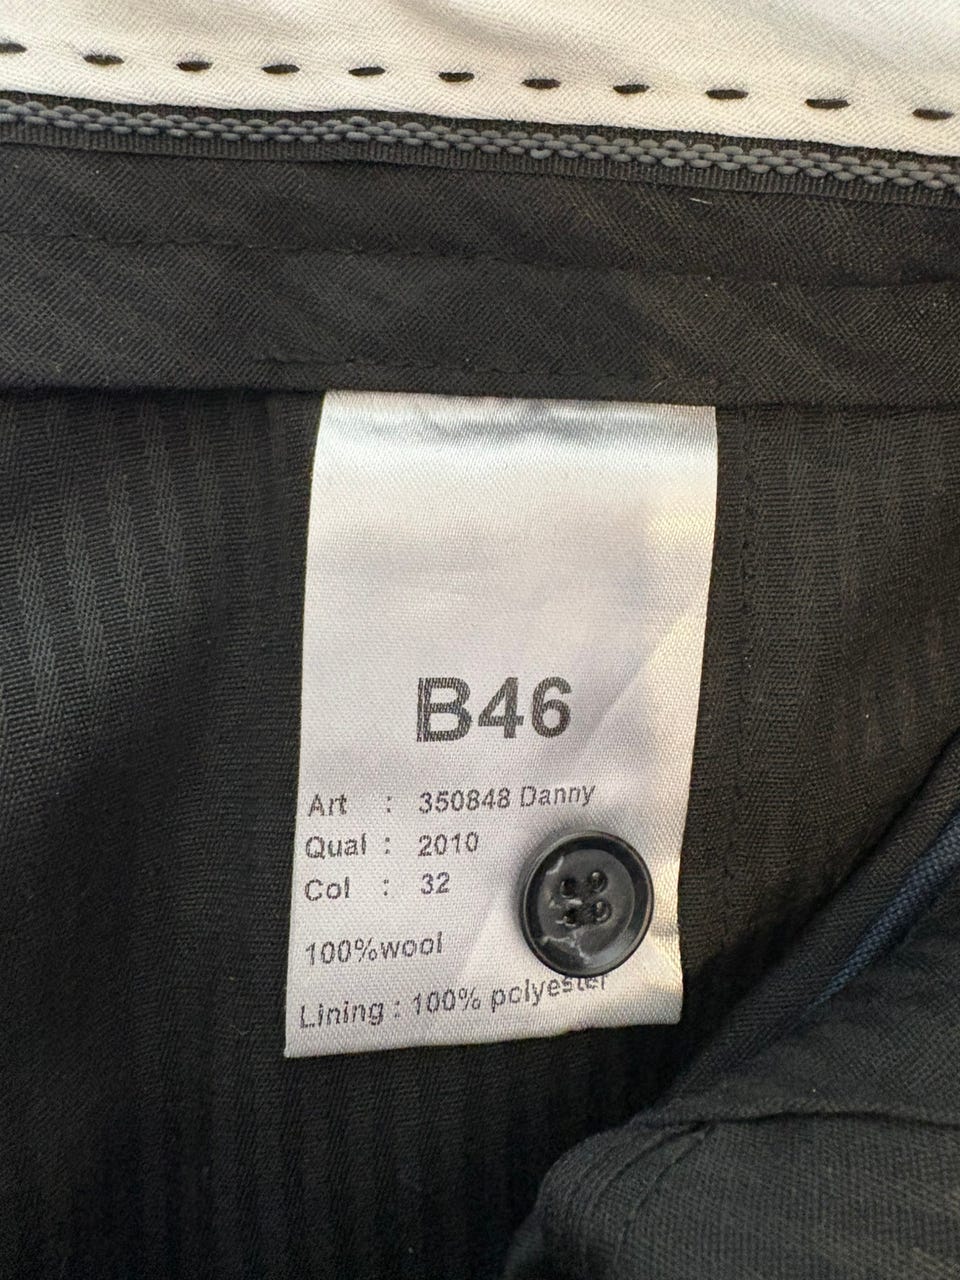 B46
Art : 350848 Danny
Qual : 2010
Col : 32
100%wool
Lining : 100% polyester